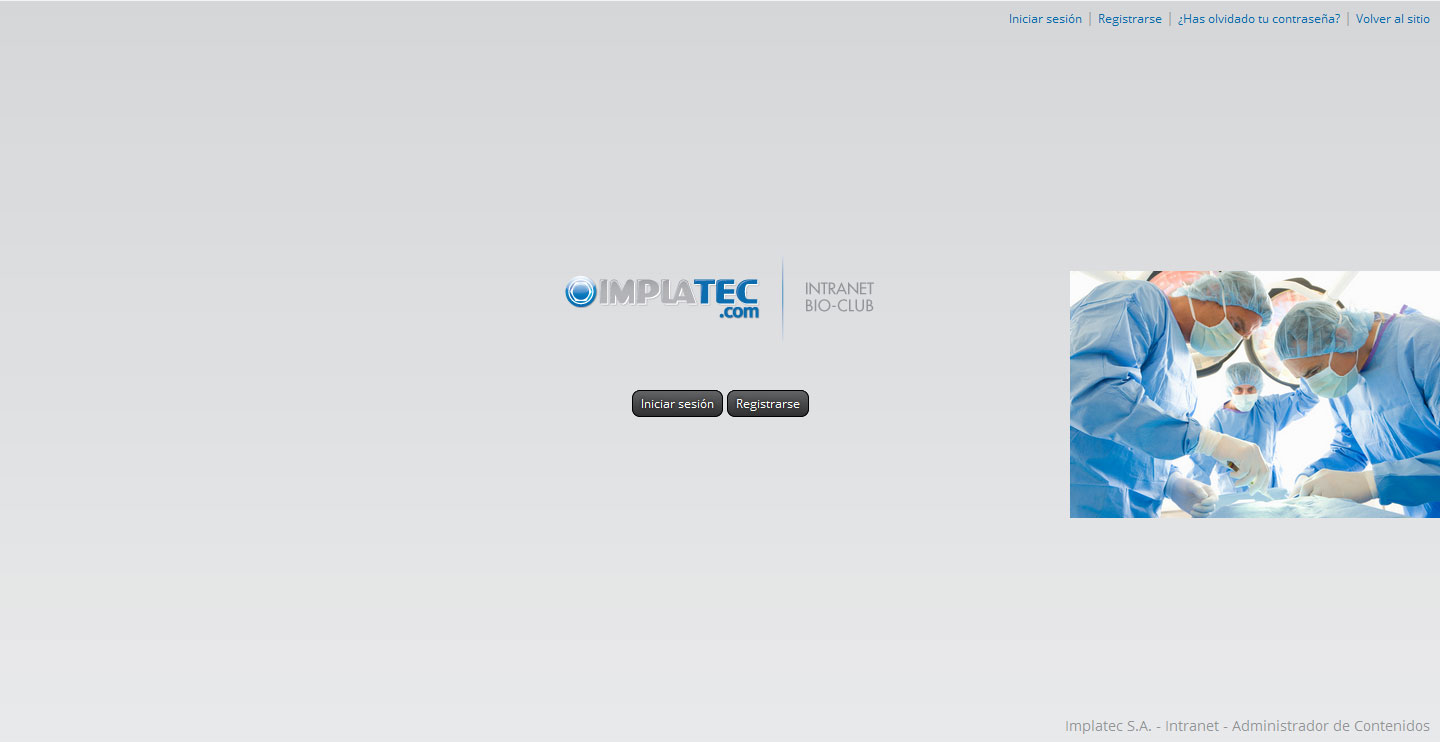 Iniciar sesión | Registrarse | ¿Has olvidado tu contraseña? | Volver al sitio
IMPLATEC
.com
INTRANET
BIO-CLUB
Iniciar sesión Registrarse
Implatec S.A. - Intranet - Administrador de Contenidos